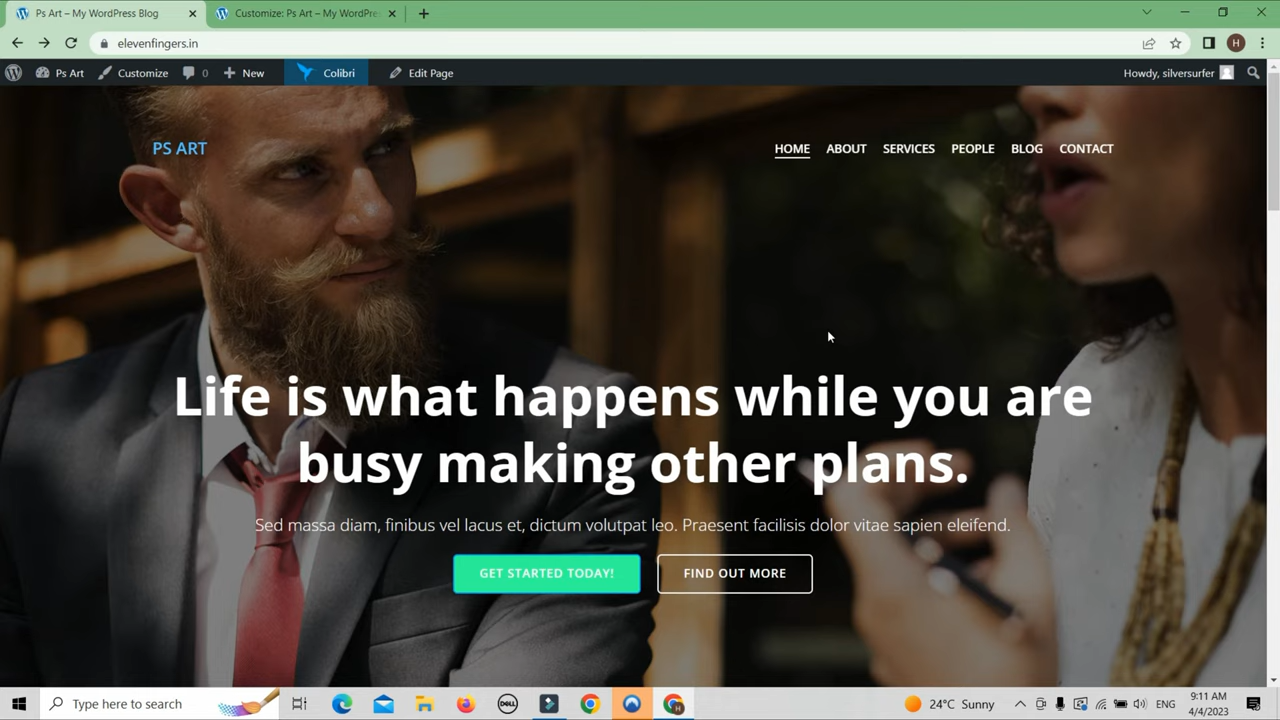 Ps Art – My WordPress Blog
Customize: Ps Art – My WordPre
elevenfingers.in
H
Ps Art
Customize
0
New
Colibri
Edit Page
Howdy, silversurfer
PS ART
HOME
ABOUT
SERVICES
PEOPLE
BLOG
CONTACT
Life is what happens while you are
busy making other plans.
Sed massa diam, finibus vel lacus et, dictum volutpat leo. Praesent facilisis dolor vitae sapien eleifend.
GET STARTED TODAY!
FIND OUT MORE
Type here to search
DELL
24°C Sunny
ENG
9:11 AM
4/4/2023